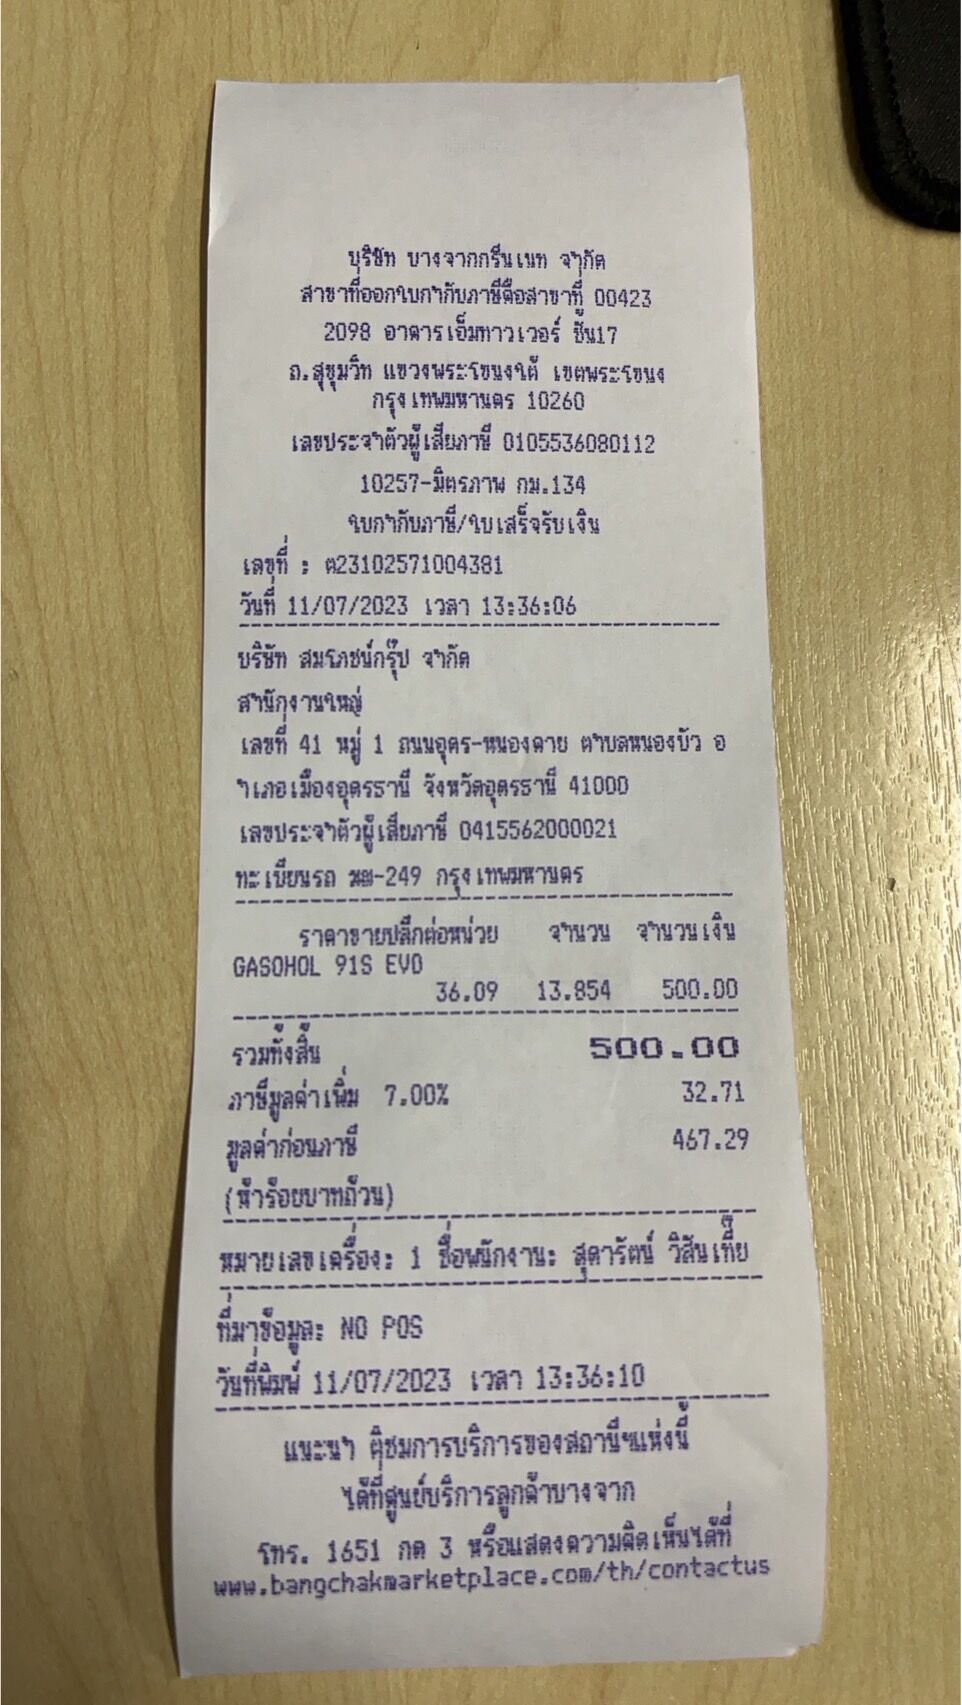 บริษัท บางจากกรีนเนท จำกัด
สาขาที่ออกใบกำกับภาษีคือสาขาที่ 00423
2098 อาคารเอ็มทาวเวอร์ ชั้น17
ถ.สุขุมวิท แขวงพระโขนงใต้ เขตพระโขนง
กรุงเทพมหานคร 10260
เลขประจำตัวผู้เสียภาษี 0105536080112
10257-มิตรภาพ กม.134
ใบกำกับภาษี/ใบเสร็จรับเงิน
เลขที่ : ต23102571004381
วันที่ 11/07/2023 เวลา 13:36:06
บริษัท สมโภชน์กรุ๊ป จำกัด
สำนักงานใหญ่
เลขที่ 41 หมู่ 1 ถนนอุดร-หนองคาย ตำบลหนองบัว อ
ำเภอเมืองอุดรธานี จังหวัดอุดรธานี 41000
เลขประจำตัวผู้เสียภาษี 0415562000021
ทะเบียนรถ -249 กรุงเทพมหานคร
ราคาขายปลีกต่อหน่วย จำนวน จำนวนเงิน
GASOHOL 91S EVO
36.09 13.854 500.00
รวมทั้งสิ้น 500.00
ภาษีมูลค่าเพิ่ม 7.00% 32.71
มูลค่าก่อนภาษี 467.29
(ห้าร้อยบาทถ้วน)
หมายเลขเครื่อง: 1 ชื่อพนักงาน: สุดารัตน์ วิสันเที๊ย
ที่มาข้อมูล: NO POS
วันที่พิมพ์ 11/07/2023 เวลา 13:36:10
แนะนำ ติชมการบริการของสถานีฯแห่งนี้
ได้ที่ศูนย์บริการลูกค้าบางจาก
โทร. 1651 กด 3 หรือแสดงความคิดเห็นได้ที่
www.bangchakmarketplace.com/th/contactus